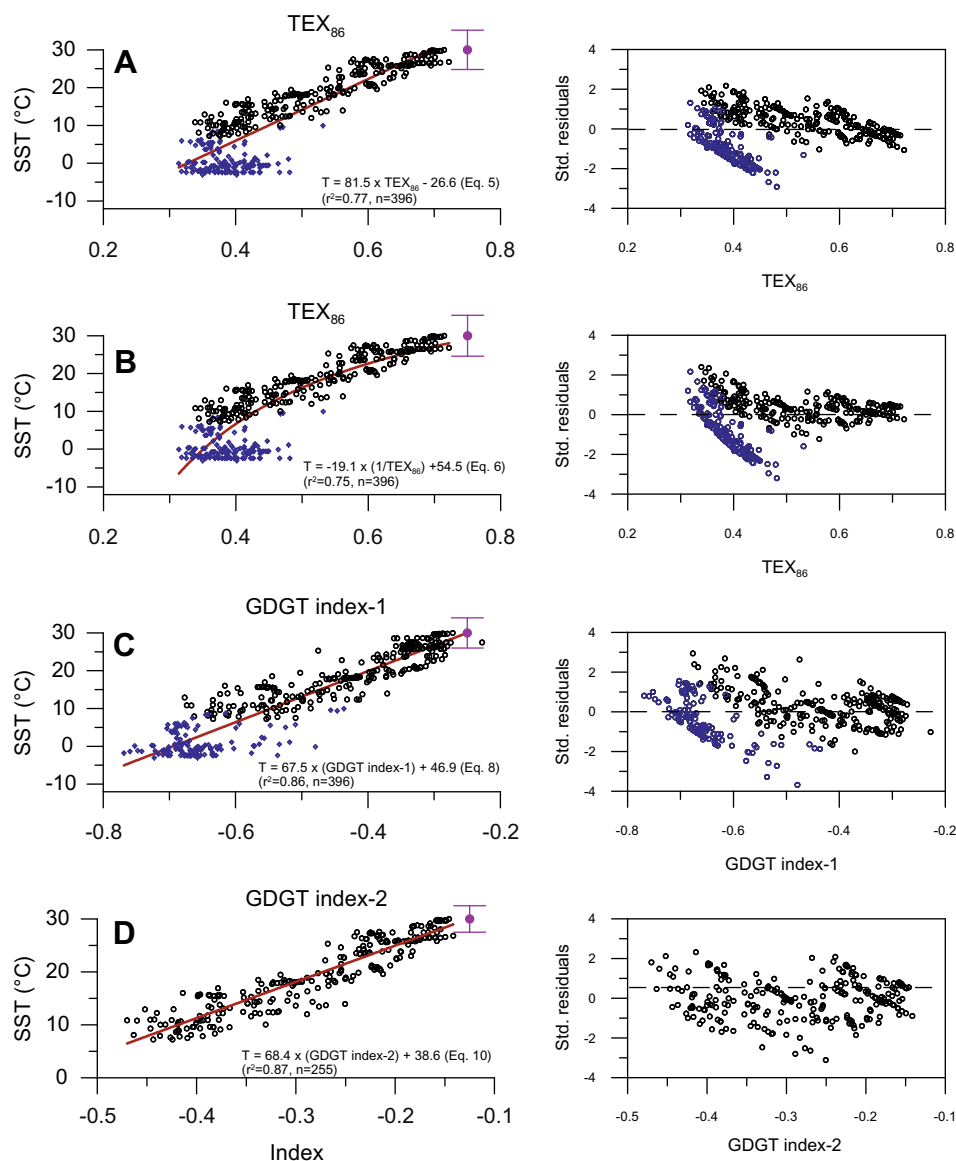 TEX86
A
SST (°C)
30
20
10
0
-10
T = 81.5 x TEX86 - 26.6 (Eq. 5)
(r²=0.77, n=396)
0.2
0.4
0.6
0.8
Std. residuals
4
2
0
-2
-4
0.2
0.4
0.6
0.8
TEX86
TEX86
B
SST (°C)
30
20
10
0
-10
T = -19.1 x (1/TEX86) +54.5 (Eq. 6)
(r²=0.75, n=396)
0.2
0.4
0.6
0.8
Std. residuals
4
2
0
-2
-4
0.2
0.4
0.6
0.8
TEX86
GDGT index-1
C
SST (°C)
30
20
10
0
-10
T = 67.5 x (GDGT index-1) + 46.9 (Eq. 8)
(r²=0.86, n=396)
-0.8
-0.6
-0.4
-0.2
Std. residuals
4
2
0
-2
-4
-0.8
-0.6
-0.4
-0.2
GDGT index-1
GDGT index-2
D
SST (°C)
30
20
10
0
T = 68.4 x (GDGT index-2) + 38.6 (Eq. 10)
(r²=0.87, n=255)
-0.5
-0.4
-0.3
-0.2
-0.1
Index
Std. residuals
4
2
0
-2
-4
-0.5
-0.4
-0.3
-0.2
-0.1
GDGT index-2